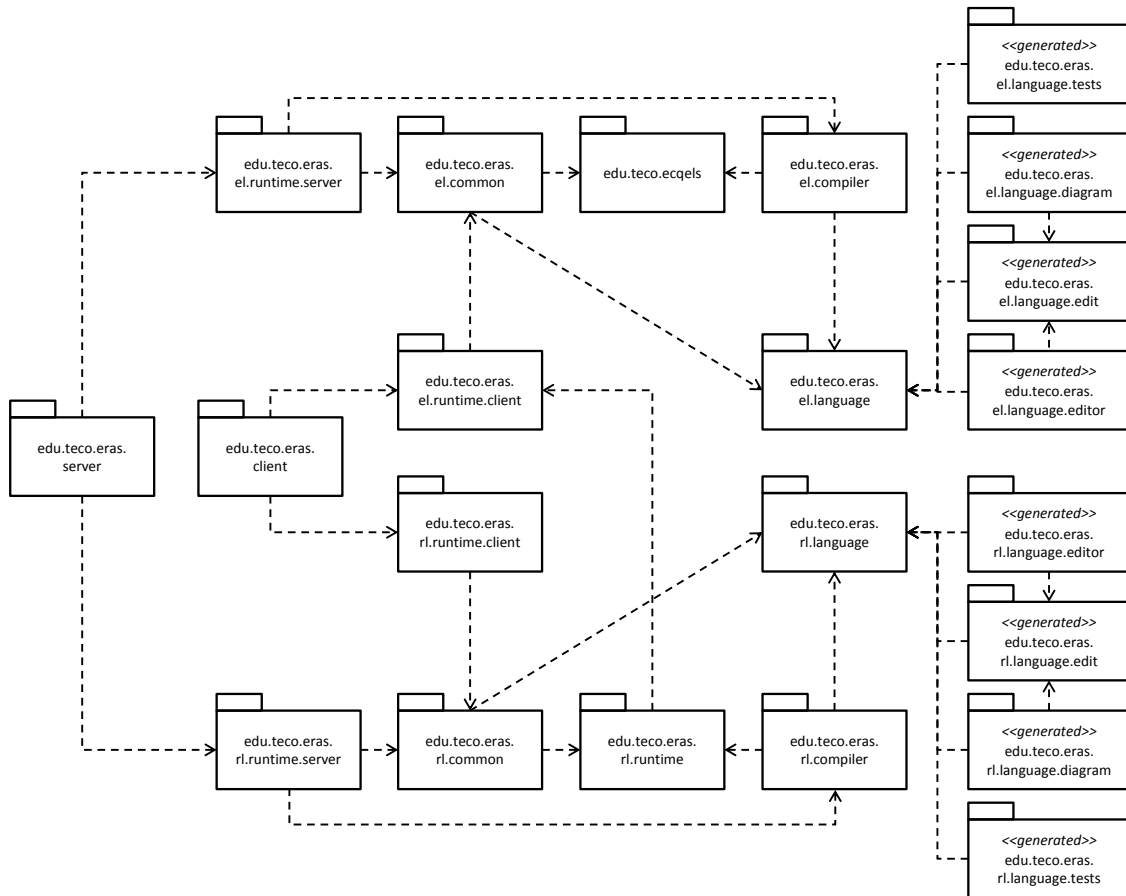 <<generated>>
edu.teco.eras.
el.language.tests
edu.teco.eras.
el.runtime.server
edu.teco.eras.
el.common
edu.teco.ecqels
edu.teco.eras.
el.compiler
<<generated>>
edu.teco.eras.
el.language.diagram
<<generated>>
edu.teco.eras.
el.language.edit
edu.teco.eras.
el.runtime.client
edu.teco.eras.
el.language
<<generated>>
edu.teco.eras.
el.language.editor
edu.teco.eras.
server
edu.teco.eras.
client
edu.teco.eras.
rl.runtime.client
edu.teco.eras.
rl.language
<<generated>>
edu.teco.eras.
rl.language.editor
<<generated>>
edu.teco.eras.
rl.language.edit
edu.teco.eras.
rl.runtime.server
edu.teco.eras.
rl.common
edu.teco.eras.
rl.runtime
edu.teco.eras.
rl.compiler
<<generated>>
edu.teco.eras.
rl.language.diagram
<<generated>>
edu.teco.eras.
rl.language.tests